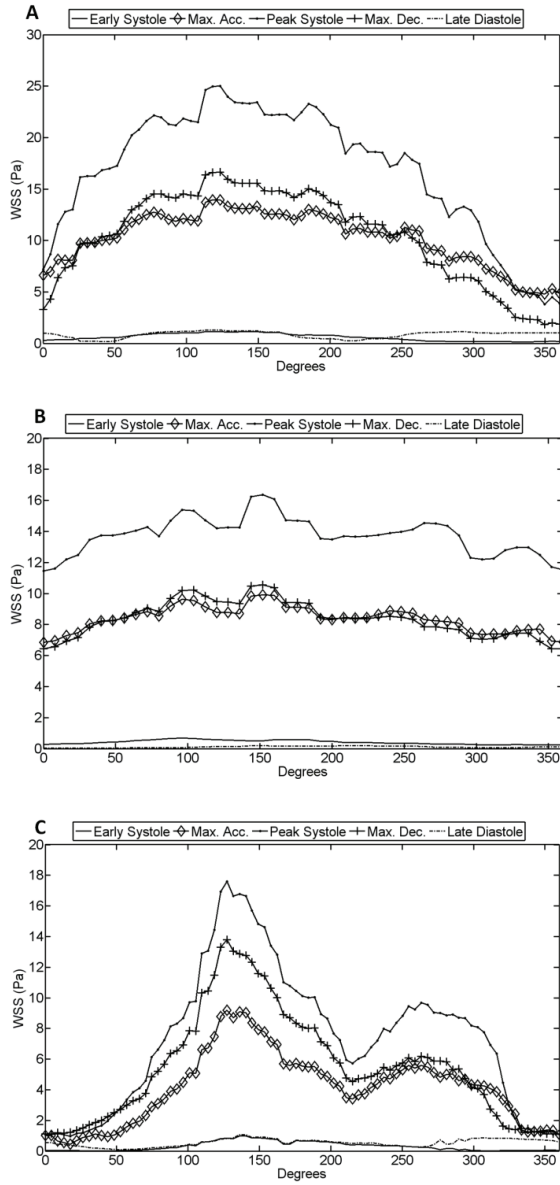 A
Early Systole Max. Acc. Peak Systole Max. Dec. Late Diastole
30
25
20
15
10
5
0
WSS (Pa)
0 50 100 150 200 250 300 350
Degrees
B
Early Systole Max. Acc. Peak Systole Max. Dec. Late Diastole
20
18
16
14
12
10
8
6
4
2
0
WSS (Pa)
0 50 100 150 200 250 300 350
Degrees
C
Early Systole Max. Acc. Peak Systole Max. Dec. Late Diastole
20
18
16
14
12
10
8
6
4
2
0
WSS (Pa)
0 50 100 150 200 250 300 350
Degrees